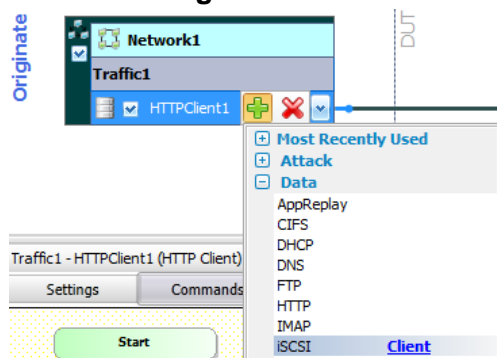 Originate
Network1
DUT
Traffic1
HTTPClient1
Most Recently Used
Attack
Data
AppReplay
CIFS
DHCP
DNS
FTP
HTTP
IMAP
iSCSI Client
Traffic1 - HTTPClient1 (HTTP Client)
Settings Commands
Start